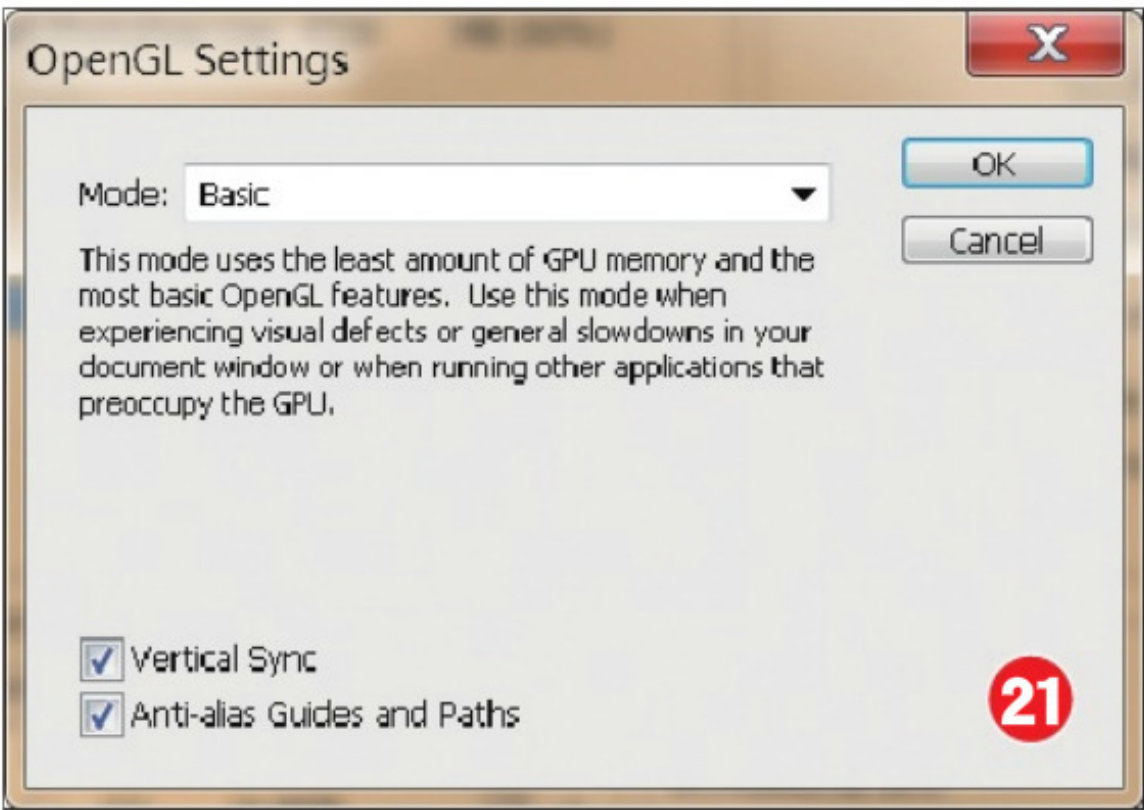 OpenGL Settings
X
OK
Mode: Basic
Cancel
This mode uses the least amount of GPU memory and the
most basic OpenGL features. Use this mode when
experiencing visual defects or general slowdowns in your
document window or when running other applications that
preoccupy the GPU.
Vertical Sync
Anti-alias Guides and Paths
21